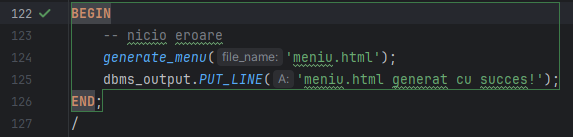 122 BEGIN
123 -- nicio eroare
124 generate_menu( file_name: 'meniu.html');
125 dbms_output.PUT_LINE( A: 'meniu.html generat cu succes!');
126 END;
127 /